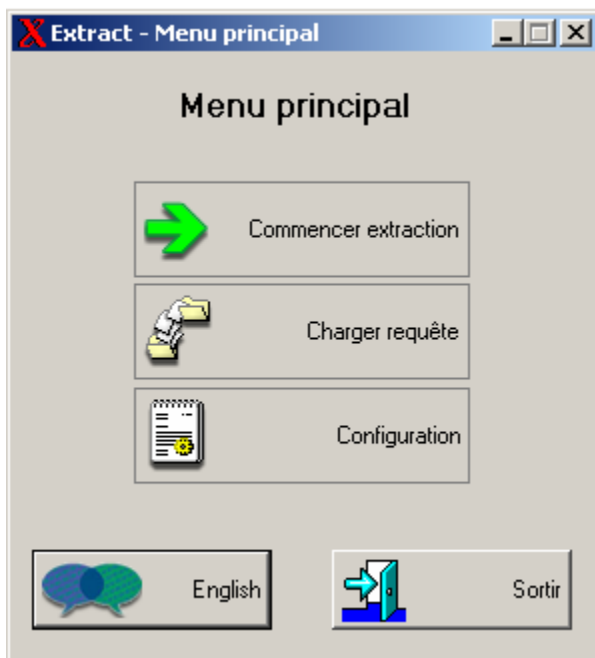 Extract - Menu principal
Menu principal
Commencer extraction
Charger requête
Configuration
English
Sortir